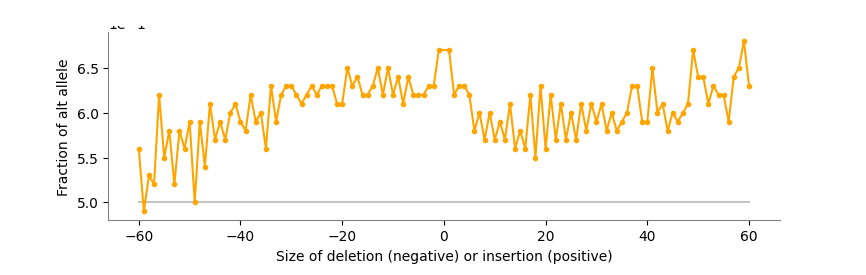 6.5
6.0
5.5
5.0
Fraction of alt allele
−60 −40 −20 0 20 40 60
Size of deletion (negative) or insertion (positive)